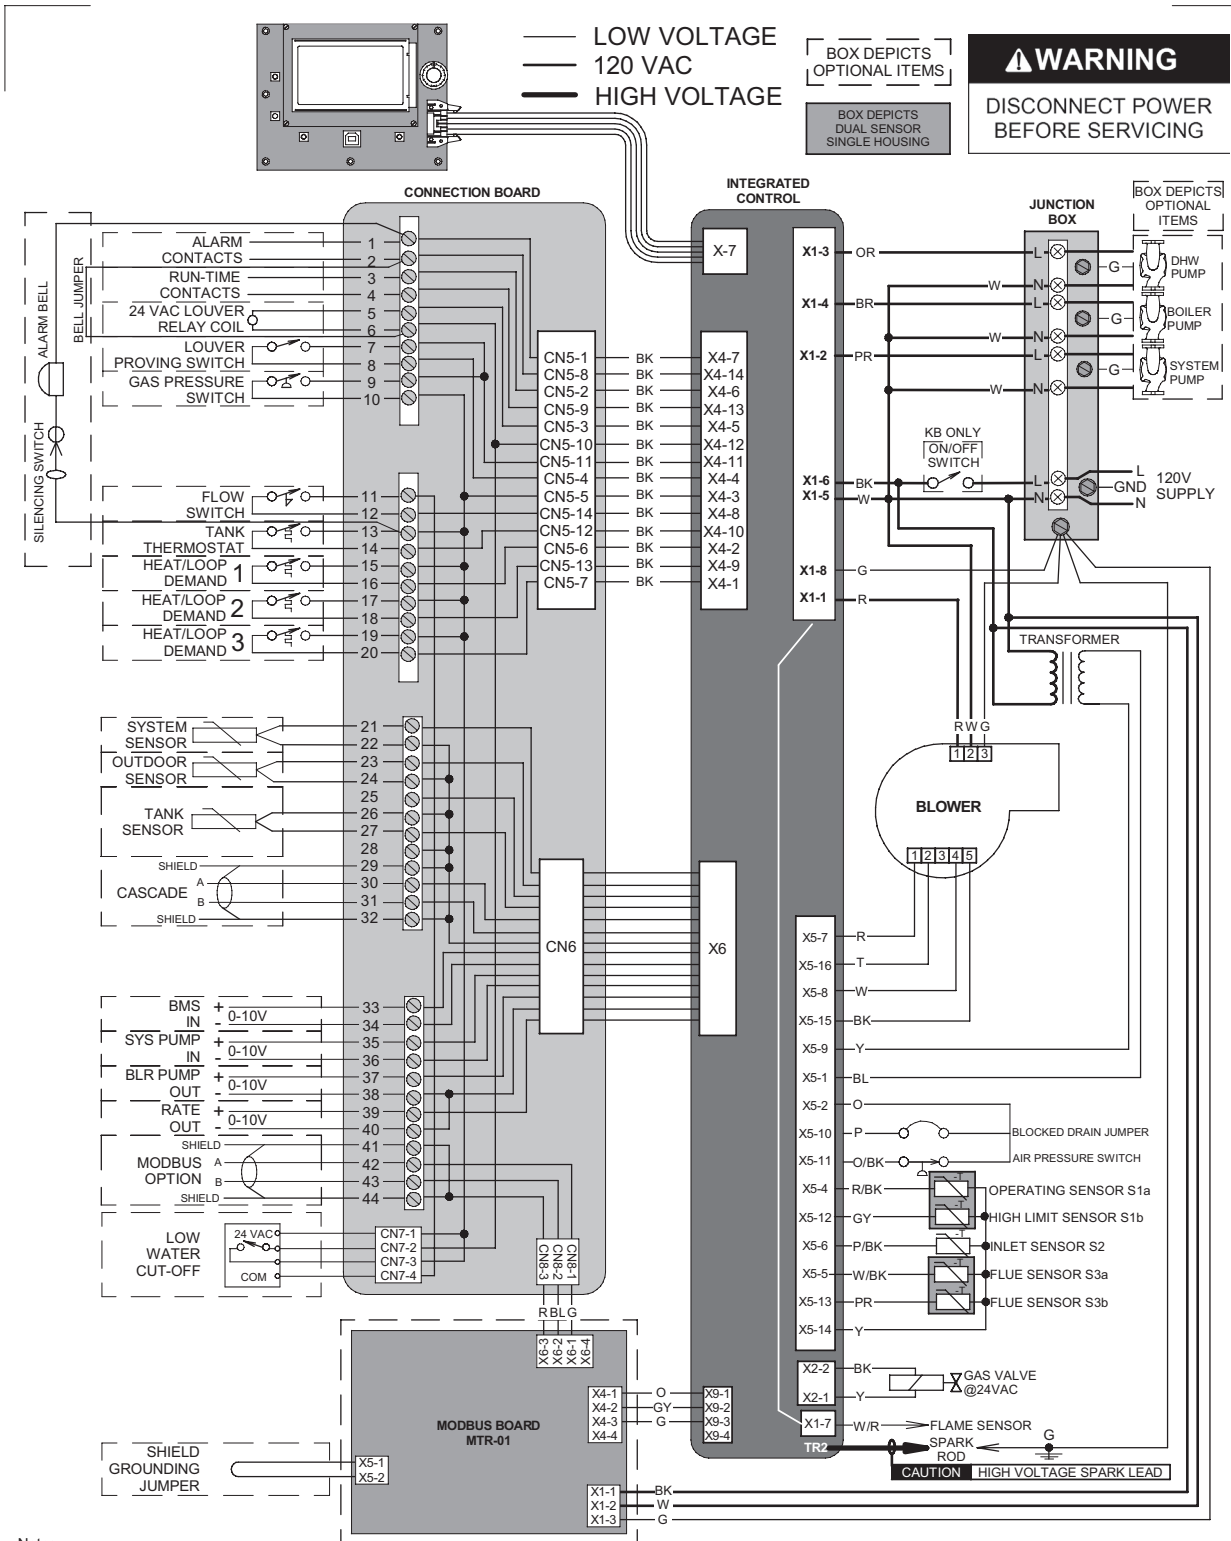 LOW VOLTAGE
120 VAC
HIGH VOLTAGE
BOX DEPICTS
OPTIONAL ITEMS
BOX DEPICTS
DUAL SENSOR
SINGLE HOUSING
WARNING
DISCONNECT POWER
BEFORE SERVICING
CONNECTION BOARD
INTEGRATED
CONTROL
JUNCTION
BOX
BOX DEPICTS
OPTIONAL
ITEMS
ALARM BELL
SILENCING SWITCH
BELL JUMPER
ALARM 1
CONTACTS 2
RUN-TIME 3
CONTACTS 4
24 VAC LOUVER 5
RELAY COIL 6
LOUVER 7
PROVING SWITCH 8
GAS PRESSURE 9
SWITCH 10
FLOW 11
SWITCH 12
TANK 13
THERMOSTAT 14
HEAT/LOOP
DEMAND 1 15
16
HEAT/LOOP
DEMAND 2 17
18
HEAT/LOOP
DEMAND 3 19
20
CN5-1 BK X4-7
CN5-8 BK X4-14
CN5-2 BK X4-6
CN5-9 BK X4-13
CN5-3 BK X4-5
CN5-10 BK X4-12
CN5-11 BK X4-11
CN5-4 BK X4-4
CN5-5 BK X4-3
CN5-14 BK X4-8
CN5-12 BK X4-10
CN5-6 BK X4-2
CN5-13 BK X4-9
CN5-7 BK X4-1
X-7
X1-3 OR L
G
DHW
PUMP
W N
X1-4 BR L
G
BOILER
PUMP
W N
X1-2 PR L
G
SYSTEM
PUMP
W N
KB ONLY
ON/OFF
SWITCH
X1-6 BK L
X1-5 W N
L
GND
N
120V
SUPPLY
X1-8 G
X1-1 R
TRANSFORMER
R W G
1 2 3
BLOWER
1 2 3 4 5
SYSTEM
SENSOR
21
22
OUTDOOR
SENSOR
23
24
25
TANK
SENSOR
26
27
28
SHIELD 29
CASCADE
A 30
B 31
SHIELD 32
CN6
X6
BMS + 33
IN - 0-10V 34
SYS PUMP + 35
IN - 0-10V 36
BLR PUMP + 37
OUT - 0-10V 38
RATE + 39
OUT - 0-10V 40
SHIELD 41
MODBUS A 42
OPTION B 43
SHIELD 44
LOW
WATER
CUT-OFF
24 VAC
COM
CN7-1
CN7-2
CN7-3
CN7-4
CN8-3
CN8-2
CN8-1
R BL G
X6-3
X6-2
X6-1
X6-4
X5-7 R
X5-16 T
X5-8 W
X5-15 BK
X5-9 Y
X5-1 BL
X5-2 O
X5-10 P BLOCKED DRAIN JUMPER
X5-11 O/BK AIR PRESSURE SWITCH
X5-4 R/BK -T OPERATING SENSOR S1a
X5-12 GY -T HIGH LIMIT SENSOR S1b
X5-6 P/BK -T INLET SENSOR S2
X5-5 W/BK -T FLUE SENSOR S3a
X5-13 PR -T FLUE SENSOR S3b
X5-14 Y
X2-2 BK
X2-1 Y
GAS VALVE
@24VAC
X1-7 W/R FLAME SENSOR
TR2
SPARK
ROD
G
CAUTION HIGH VOLTAGE SPARK LEAD
MODBUS BOARD
MTR-01
X4-1 O X9-1
X4-2 GY X9-2
X4-3 G X9-3
X4-4 X9-4
SHIELD
GROUNDING
JUMPER
X5-1
X5-2
X1-1 BK
X1-2 W
X1-3 G